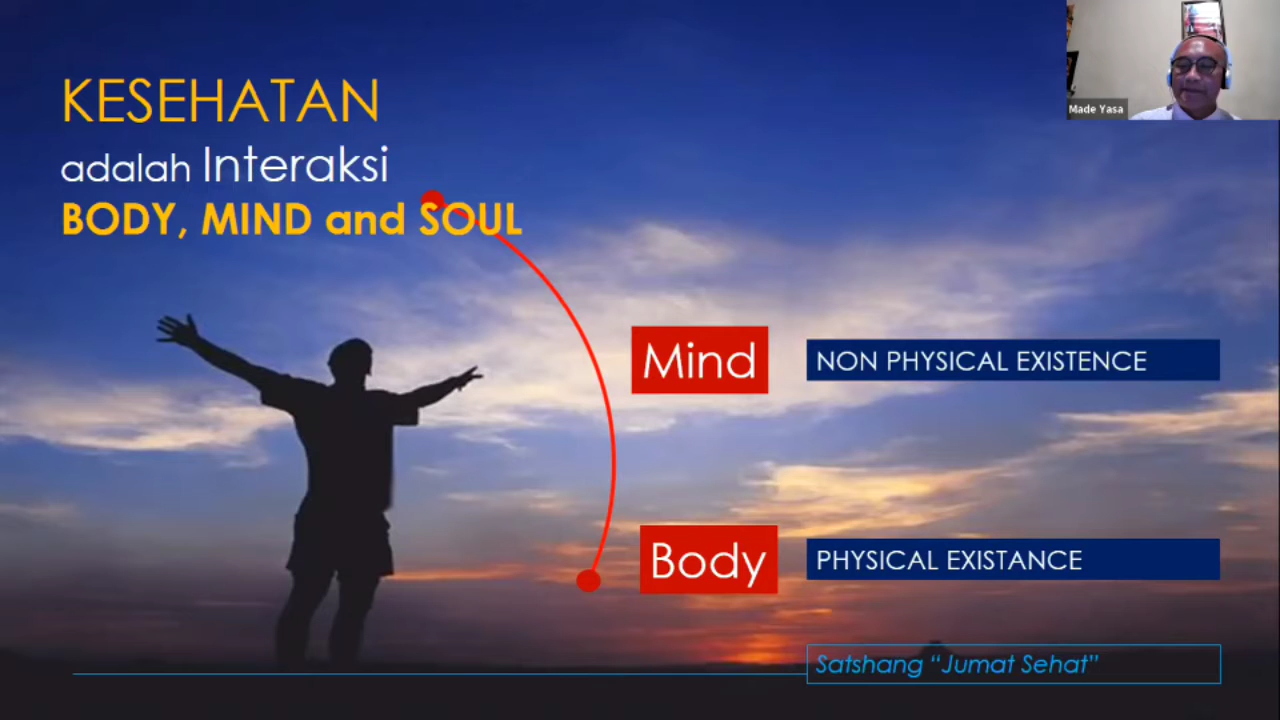 KESEHATAN
adalah Interaksi
BODY, MIND and SOUL
Made Yasa
Mind
NON PHYSICAL EXISTENCE
Body
PHYSICAL EXISTANCE
Satshang “Jumat Sehat”